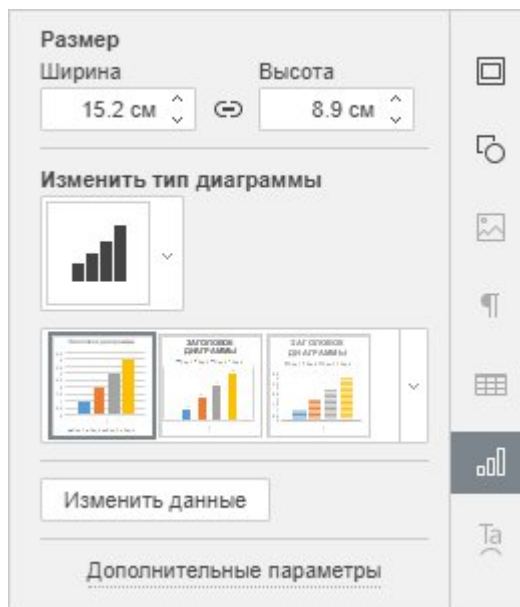 Размер
Ширина Высота
15.2 см 8.9 см
Изменить тип диаграммы
ЗАГОЛОВОК
ДИАГРАММЫ
ЗАГОЛОВОК
ДИАГРАММЫ
Изменить данные
Дополнительные параметры
Ta